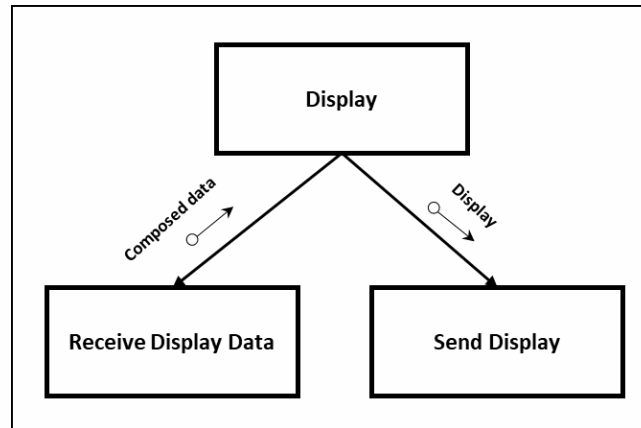 Display
Composed data
Display
Receive Display Data
Send Display